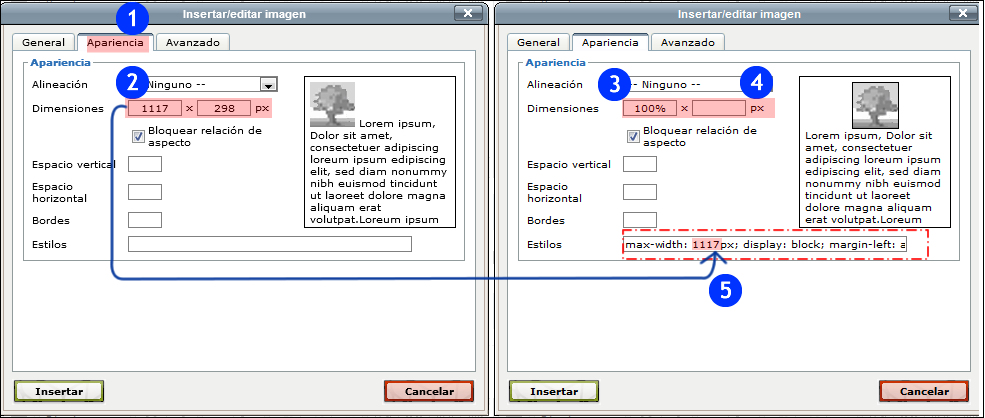 Insertar/editar imagen
1
General Apariencia Avanzado
Apariencia
2
Alineación Ninguno --
Dimensiones 1117 x 298 px
Bloquear relación de
aspecto
Espacio vertical
Espacio
horizontal
Bordes
Estilos
Lorem ipsum,
Dolor sit amet,
consectetuer adipiscing
loreum ipsum edipiscing
elit, sed diam nonummy
nibh euismod tincidunt
ut laoreet dolore magna
aliquam erat
volutpat.Loreum ipsum
Insertar Cancelar
Insertar/editar imagen
General Apariencia Avanzado
Apariencia
3 4
Alineación -- Ninguno --
Dimensiones 100% x px
Bloquear relación de
aspecto
Espacio vertical
Espacio
horizontal
Bordes
Lorem ipsum, Dolor sit
amet, consectetuer
adipiscing loreum ipsum
edipiscing elit, sed diam
nonummy nibh euismod
tincidunt ut laoreet
dolore magna aliquam
erat volutpat.Loreum
Estilos max-width: 1117px; display: block; margin-left: a
5
Insertar Cancelar